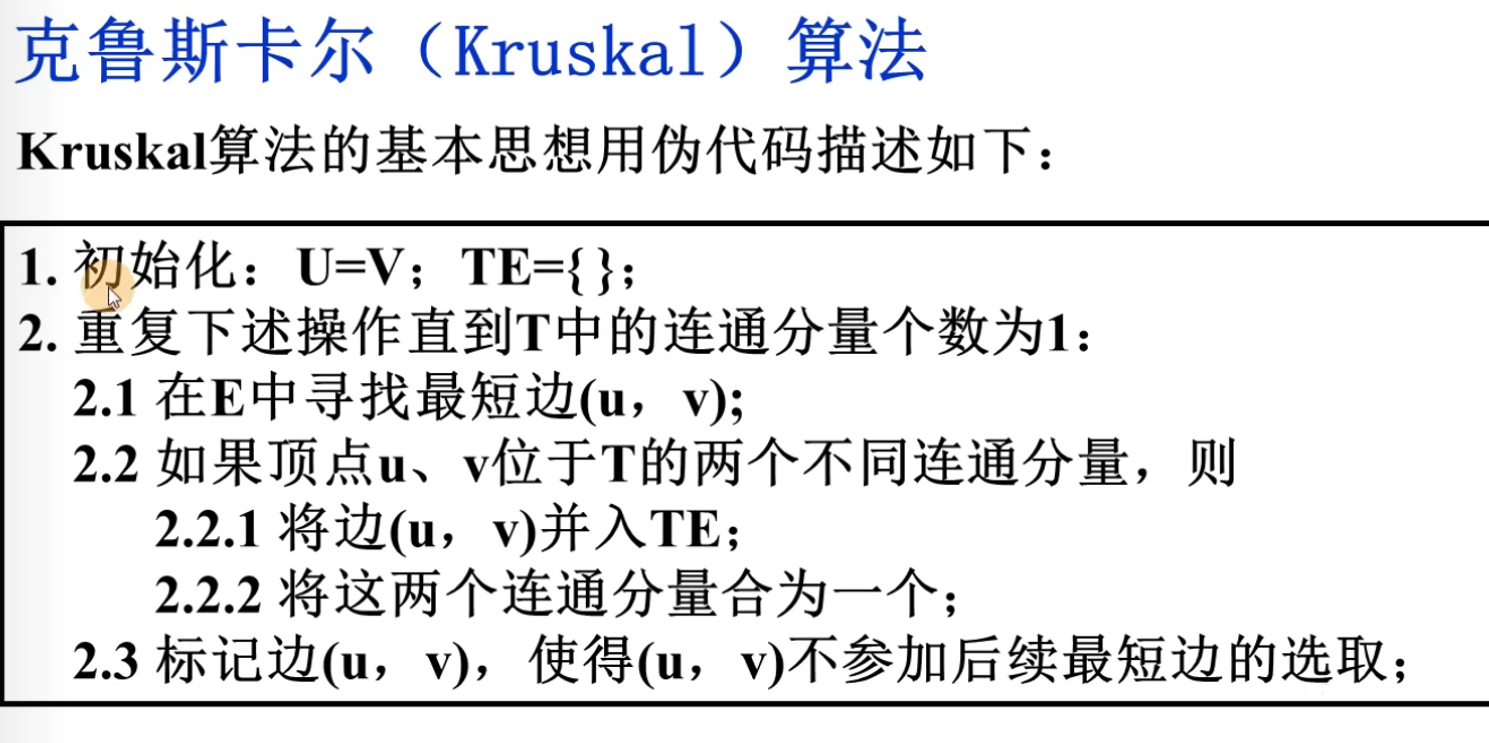 克鲁斯卡尔（Kruskal）算法
Kruskal算法的基本思想用伪代码描述如下：
1. 初始化：U=V；TE={ }；
2. 重复下述操作直到T中的连通分量个数为1：
2.1 在E中寻找最短边(u，v);
2.2 如果顶点u、v位于T的两个不同连通分量，则
2.2.1 将边(u，v)并入TE；
2.2.2 将这两个连通分量合为一个；
2.3 标记边(u，v)，使得(u，v)不参加后续最短边的选取；